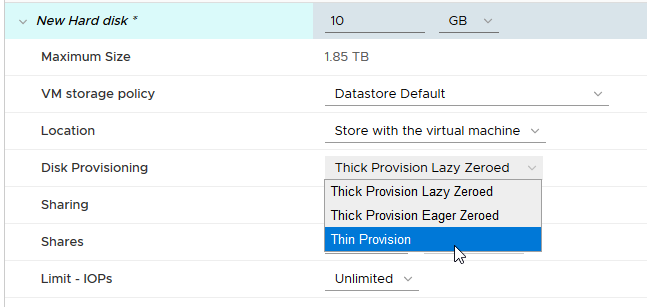 New Hard disk * 10 GB
Maximum Size 1.85 TB
VM storage policy Datastore Default
Location Store with the virtual machine
Disk Provisioning Thick Provision Lazy Zeroed
Thick Provision Lazy Zeroed
Sharing
Thick Provision Eager Zeroed
Shares
Thin Provision
Limit - IOPs Unlimited